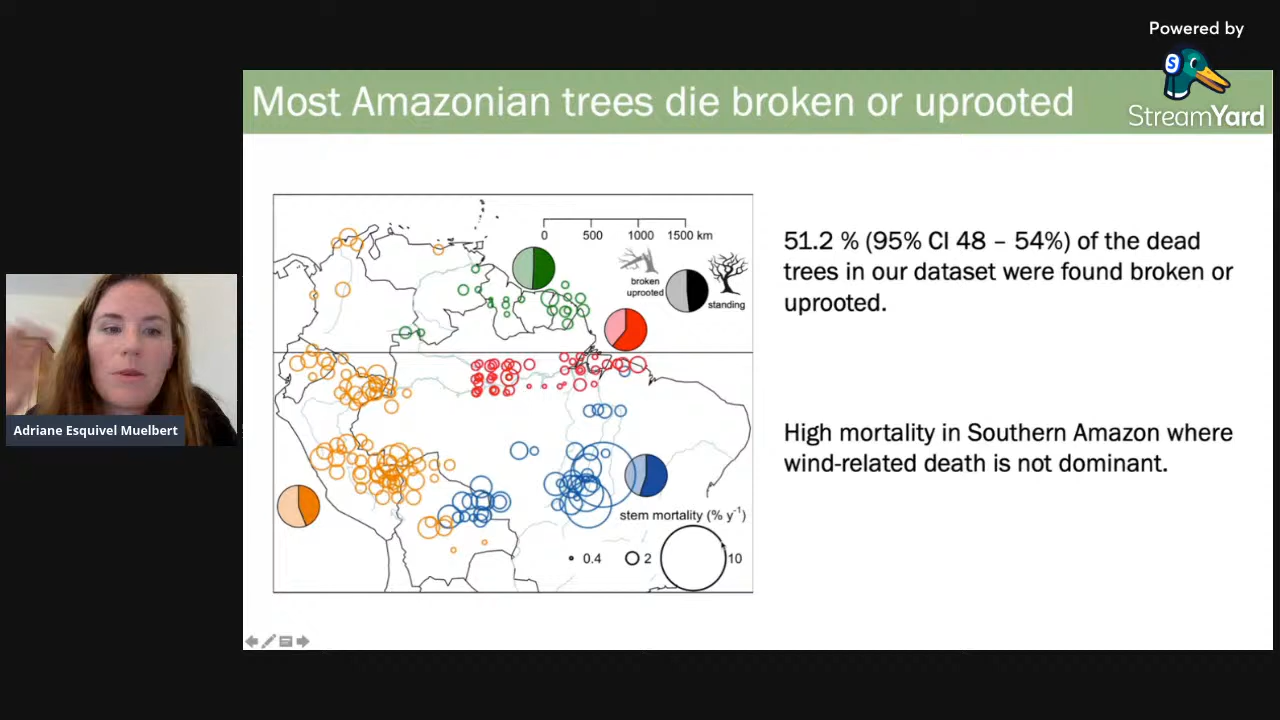 Powered by
S
StreamYard
Most Amazonian trees die broken or uprooted
0 500 1000 1500 km
broken
uprooted
standing
51.2 % (95% CI 48 – 54%) of the dead
trees in our dataset were found broken or
uprooted.
Adriane Esquivel Muelbert
High mortality in Southern Amazon where
wind-related death is not dominant.
stem mortality (% y⁻¹)
0.4 2 10